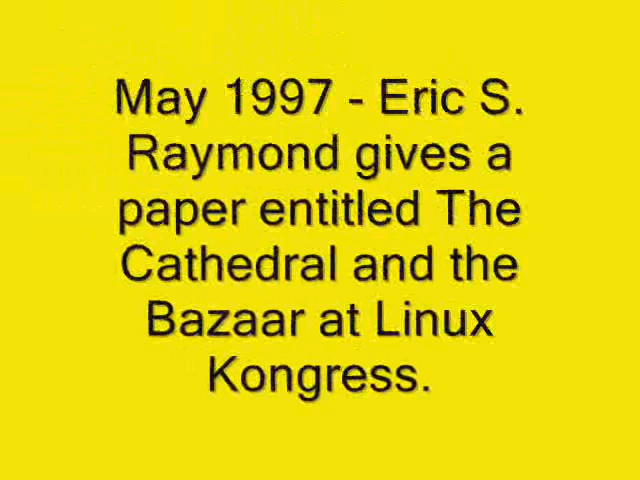 May 1997 - Eric S.
Raymond gives a
paper entitled The
Cathedral and the
Bazaar at Linux
Kongress.